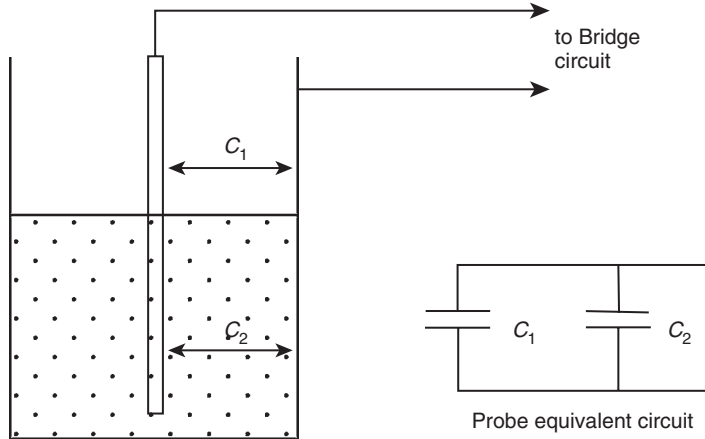 to Bridge
circuit
C1
C2
C1
C2
Probe equivalent circuit